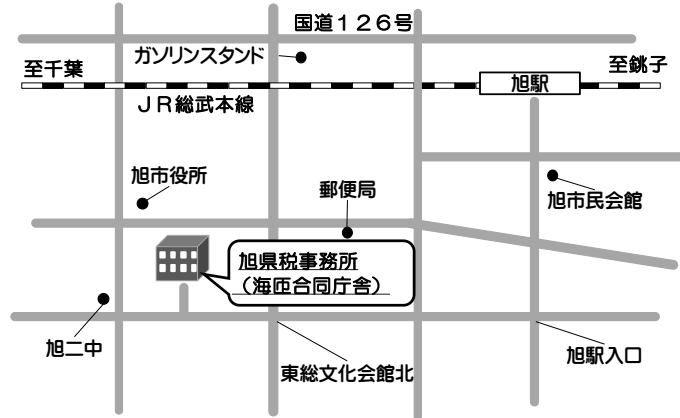 国道１２６号
ガソリンスタンド
至千葉
至銚子
旭駅
ＪＲ総武本線
旭市役所
郵便局
旭市民会館
旭県税事務所
（海匝合同庁舎）
旭二中
東総文化会館北
旭駅入口